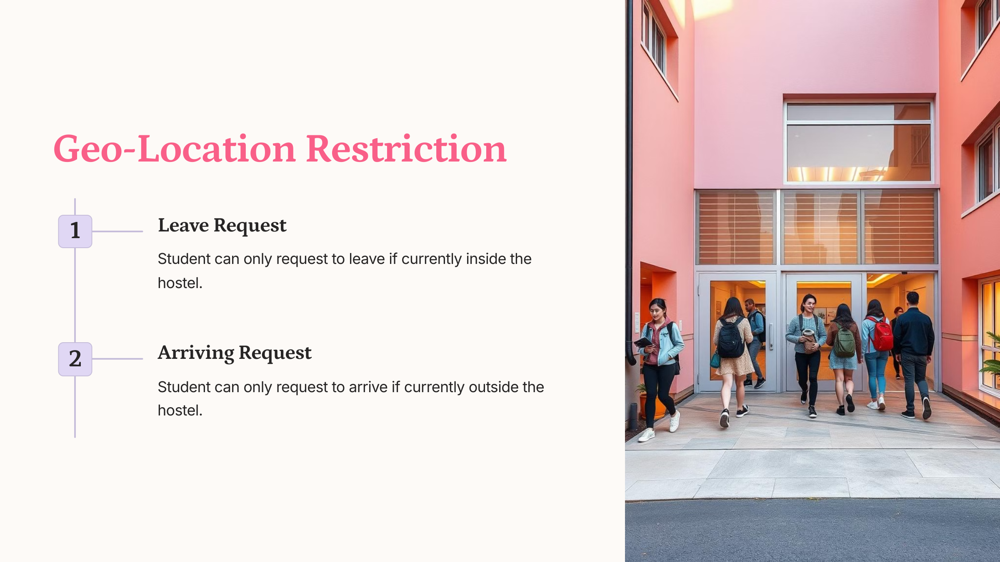 Geo-Location Restriction
1
Leave Request
Student can only request to leave if currently inside the
hostel.
2
Arriving Request
Student can only request to arrive if currently outside the
hostel.